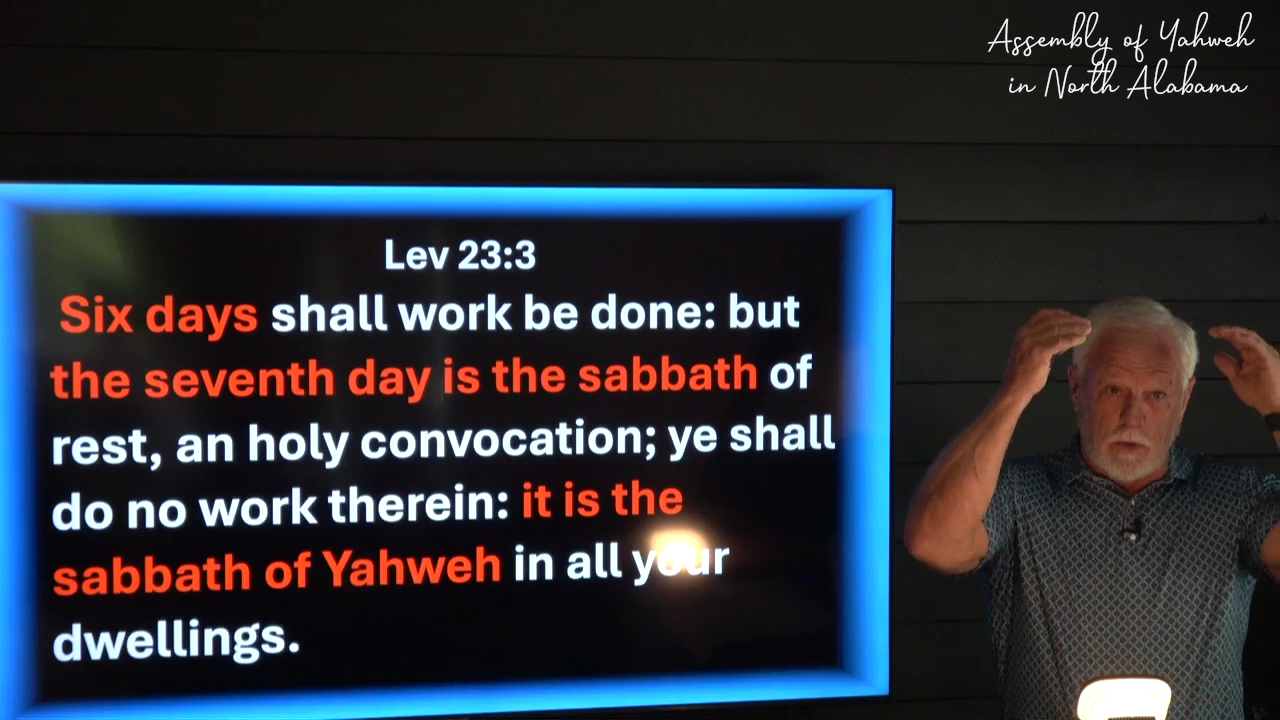 Assembly of Yahweh
in North Alabama
Lev 23:3
Six days shall work be done: but
the seventh day is the sabbath of
rest, an holy convocation; ye shall
do no work therein: it is the
sabbath of Yahweh in all your
dwellings.